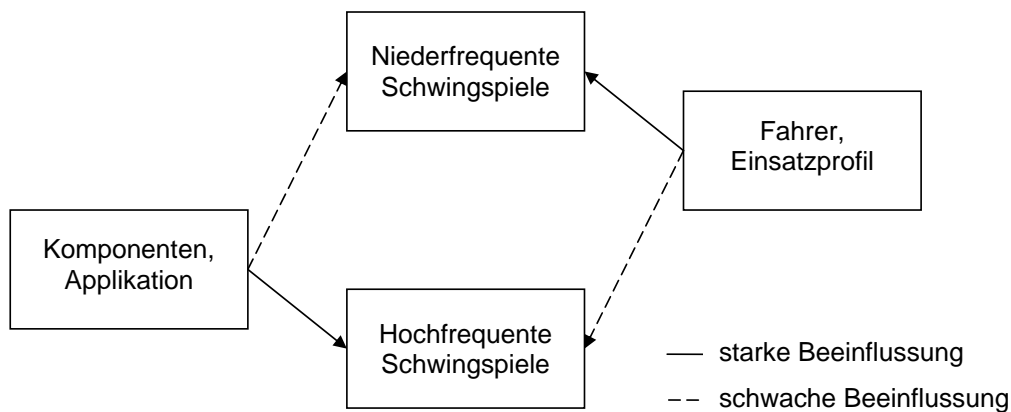 Niederfrequente
Schwingspiele
Fahrer,
Einsatzprofil
Komponenten,
Applikation
Hochfrequente
Schwingspiele
starke Beeinflussung
schwache Beeinflussung